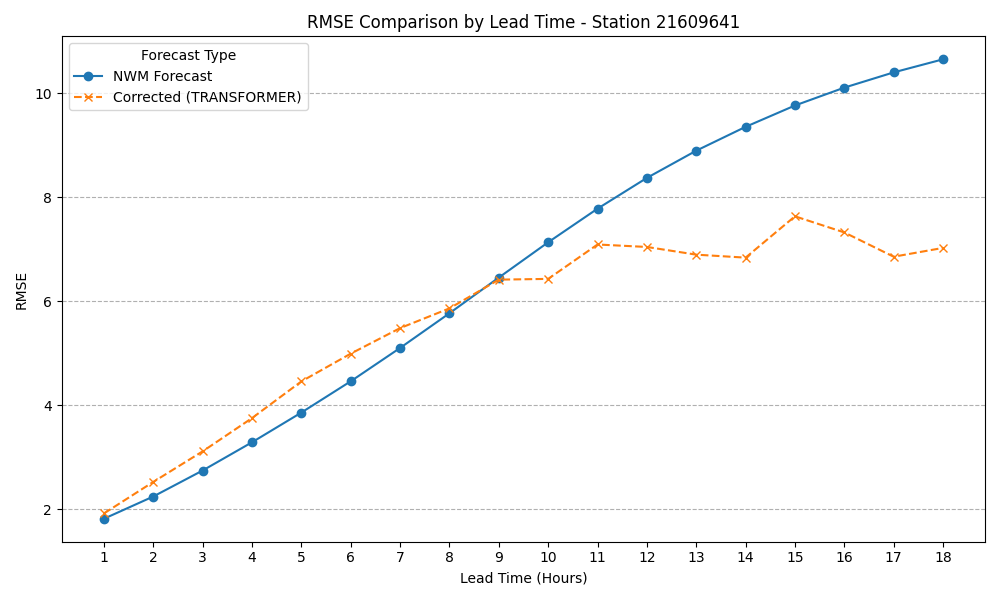 RMSE Comparison by Lead Time - Station 21609641
Forecast Type
NWM Forecast
Corrected (TRANSFORMER)
RMSE
10
8
6
4
2
1 2 3 4 5 6 7 8 9 10 11 12 13 14 15 16 17 18
Lead Time (Hours)